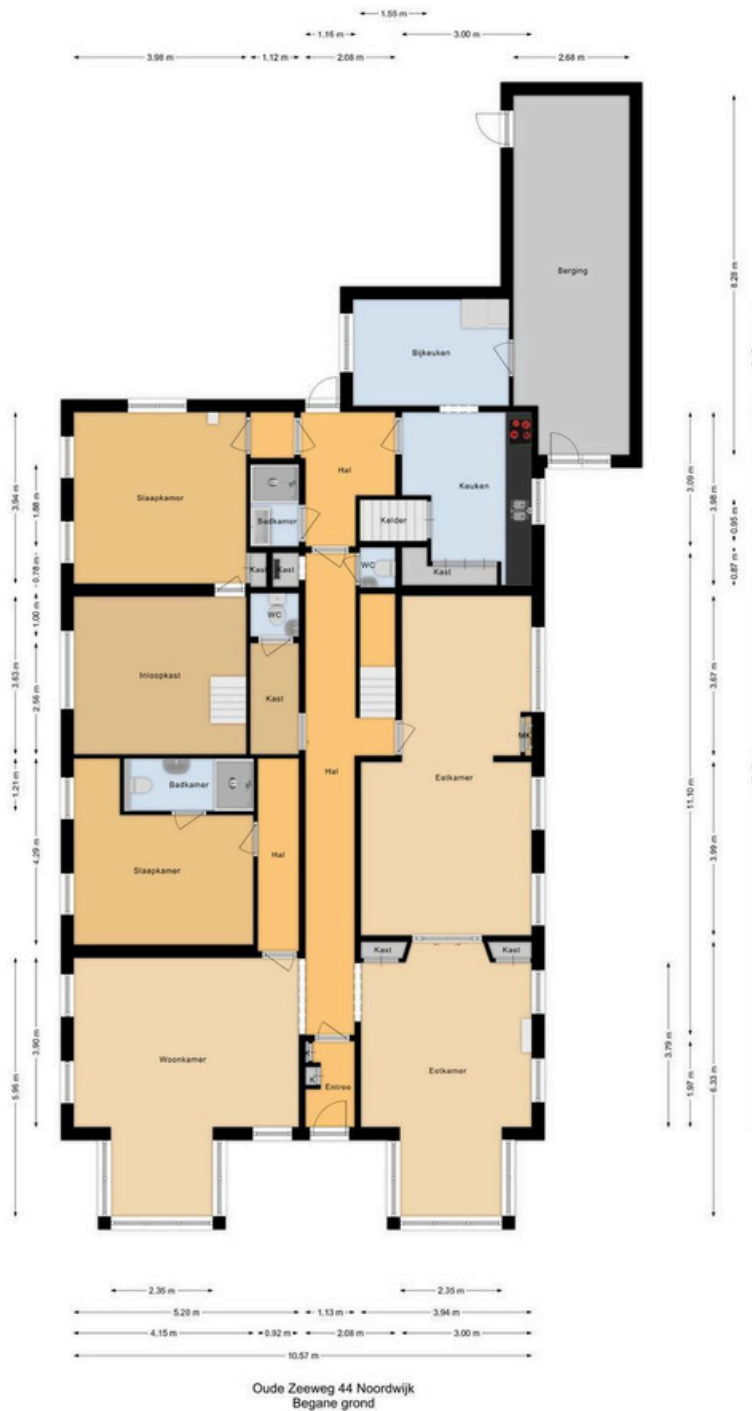 1.55 m
1.16 m
3.00 m
3.98 m
1.12 m
2.08 m
2.68 m
8.28 m
Berging
Bijkeuken
Hal
Keuken
Slaapkamer
Badkamer
Kelder
Kast
Kast
WC
Kast
3.94 m
1.88 m
0.78 m
3.09 m
3.98 m
0.95 m
0.87 m
WC
Inloopkast
Kast
MK
Hal
Eetkamer
1.00 m
3.63 m
2.56 m
3.67 m
Badkamer
Slaapkamer
Hal
1.21 m
4.29 m
11.10 m
3.99 m
Kast
Kast
Woonkamer
K
Entree
Eetkamer
3.90 m
5.96 m
3.79 m
1.97 m
6.33 m
2.35 m
2.35 m
5.20 m
1.13 m
3.94 m
4.15 m
0.92 m
2.08 m
3.00 m
10.57 m
Oude Zeeweg 44 Noordwijk
Begane grond